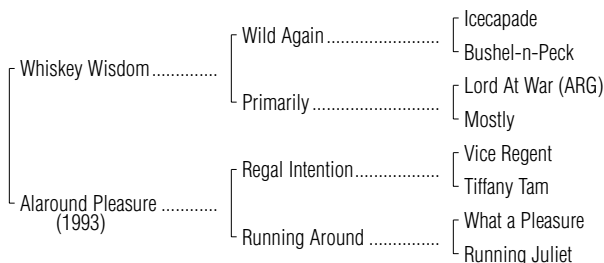 Icecapade
Wild Again
Bushel-n-Peck
Whiskey Wisdom
Lord At War (ARG)
Primarily
Mostly
Vice Regent
Regal Intention
Tiffany Tam
Alaround Pleasure
(1993)
What a Pleasure
Running Around
Running Juliet